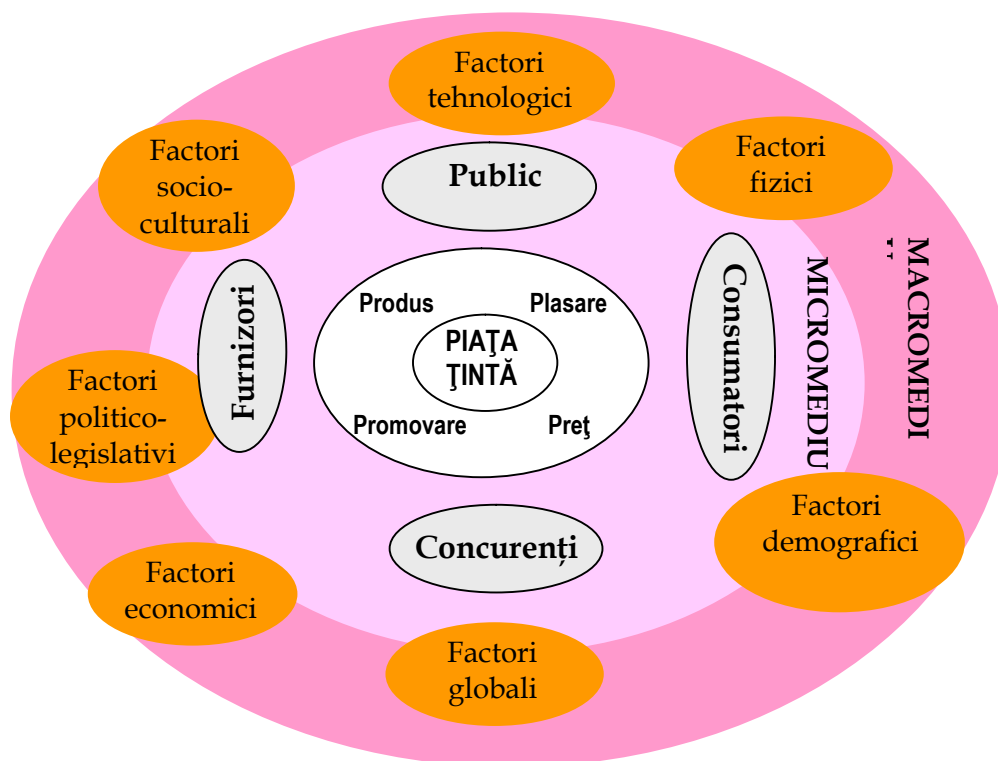 Factori
tehnologici
Factori
socio-
culturali
Factori
fizici
Public
Furnizori
Produs
Plasare
PIAŢA
ŢINTĂ
Promovare
Preţ
Consumatori
MICROMEDIU
MACROMEDI
Factori
politico-
legislativi
Concurenți
Factori
demografici
Factori
economici
Factori
globali